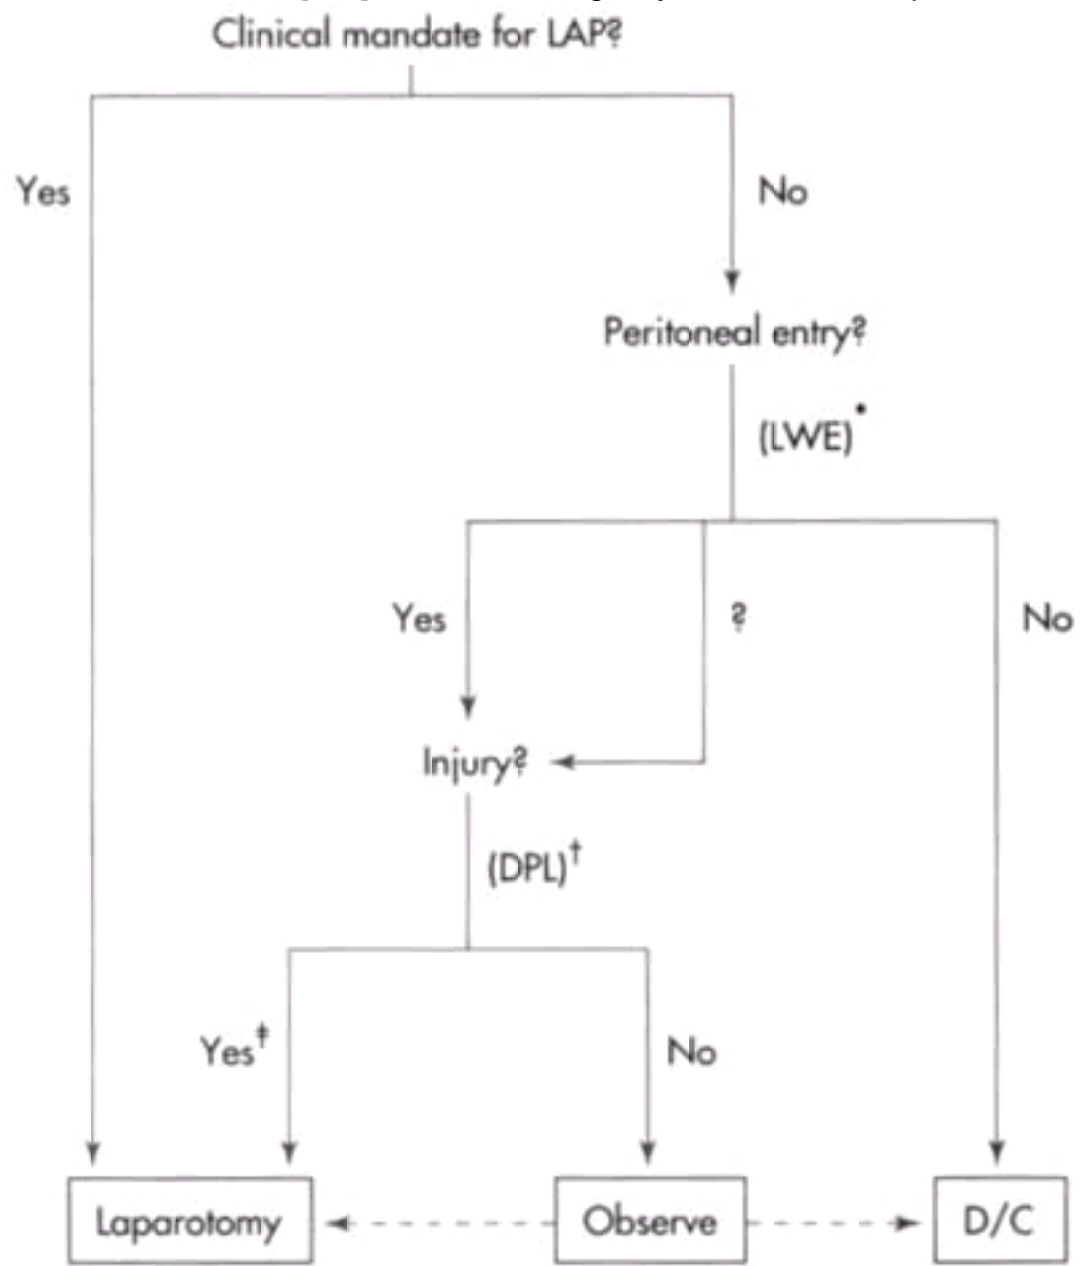 Clinical mandate for LAP?
Yes
No
Peritoneal entry?
(LWE)*
Yes
?
No
Injury?
(DPL)†
Yes‡
No
Laparotomy
Observe
D/C